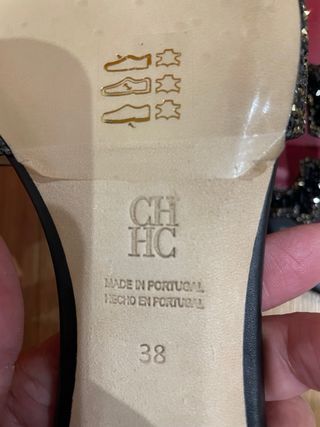 CH
HC
MADE IN PORTUGAL
HECHO EN PORTUGAL
38